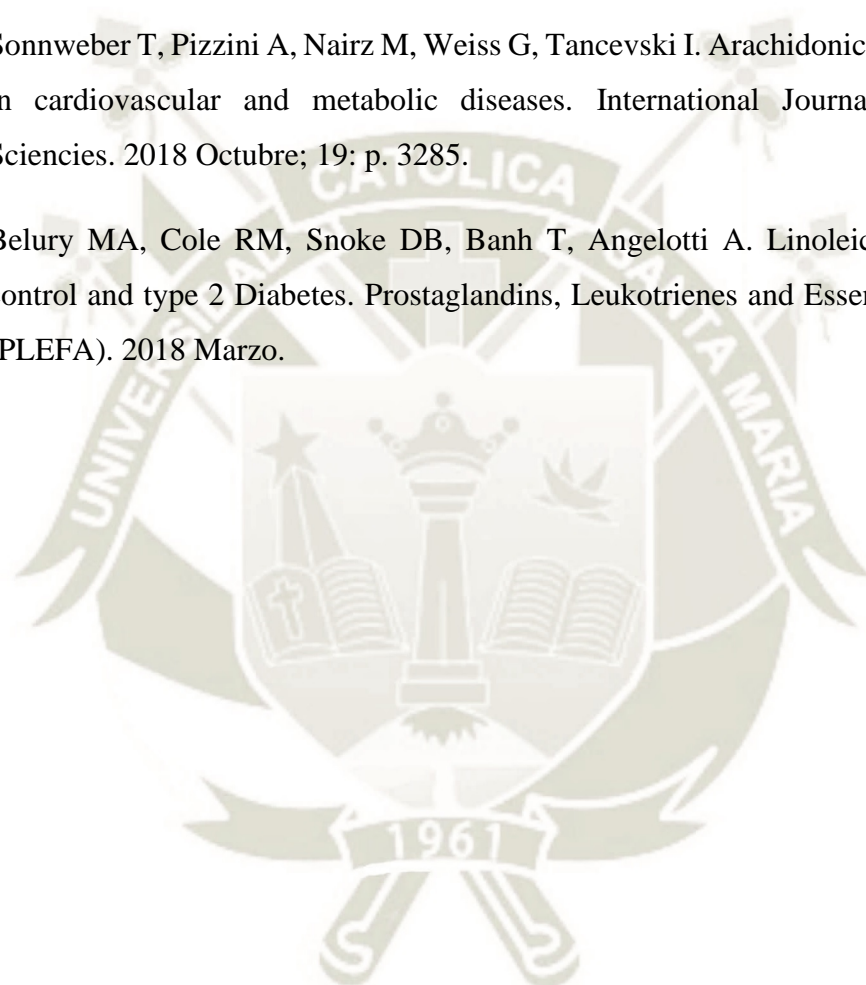 Sonnweber T, Pizzini A, Nairz M, Weiss G, Tancevski I. Arachidonic
in cardiovascular and metabolic diseases. International Journa
Sciencies. 2018 Octubre; 19: p. 3285.
Belury MA, Cole RM, Snoke DB, Banh T, Angelotti A. Linoleic
control and type 2 Diabetes. Prostaglandins, Leukotrienes and Essen
(PLEFA). 2018 Marzo.
UNIVERSIDAD CATOLICA SANTA MARIA
1961